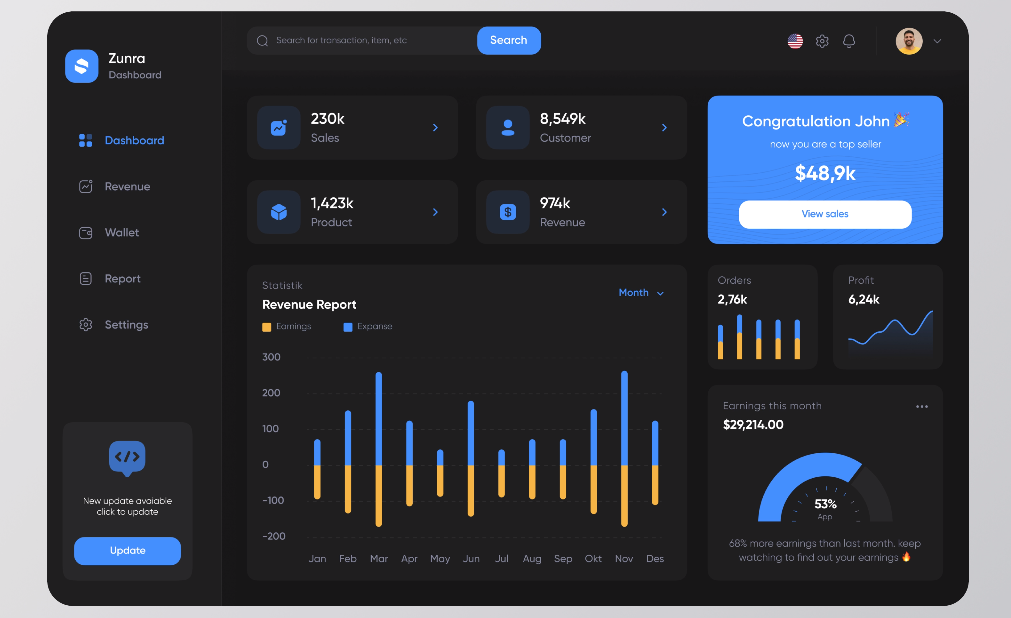 Zunra
Dashboard
Search for transaction, item, etc
Search
Dashboard
Revenue
Wallet
Report
Settings
New update avaiable
click to update
Update
230k
Sales
8,549k
Customer
1,423k
Product
974k
Revenue
Congratulation John 🎉
now you are a top seller
$48,9k
View sales
Statistik
Revenue Report
Month
Earnings
Expanse
300
200
100
0
-100
-200
Jan Feb Mar Apr May Jun Jul Aug Sep Okt Nov Des
Orders
2,76k
Profit
6,24k
Earnings this month
$29,214.00
53%
App
68% more earnings than last month. keep
watching to find out your earnings 🔥